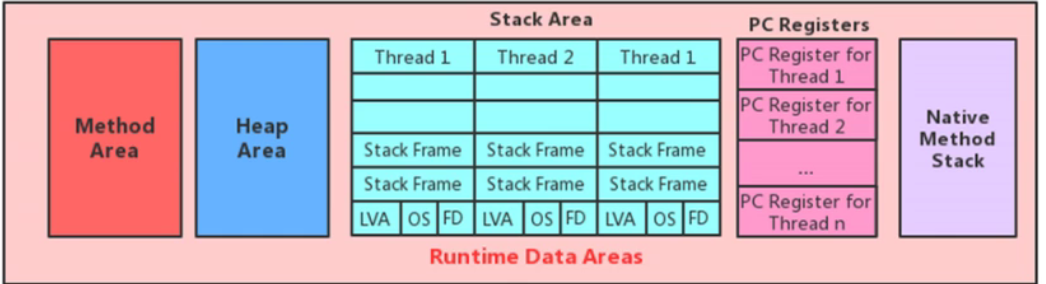 Stack Area
PC Registers
Method
Area
Heap
Area
Thread 1
Thread 2
Thread 1
Stack Frame
Stack Frame
Stack Frame
Stack Frame
Stack Frame
Stack Frame
LVA
OS
FD
LVA
OS
FD
LVA
OS
FD
PC Register for
Thread 1
PC Register for
Thread 2
...
PC Register for
Thread n
Native
Method
Stack
Runtime Data Areas